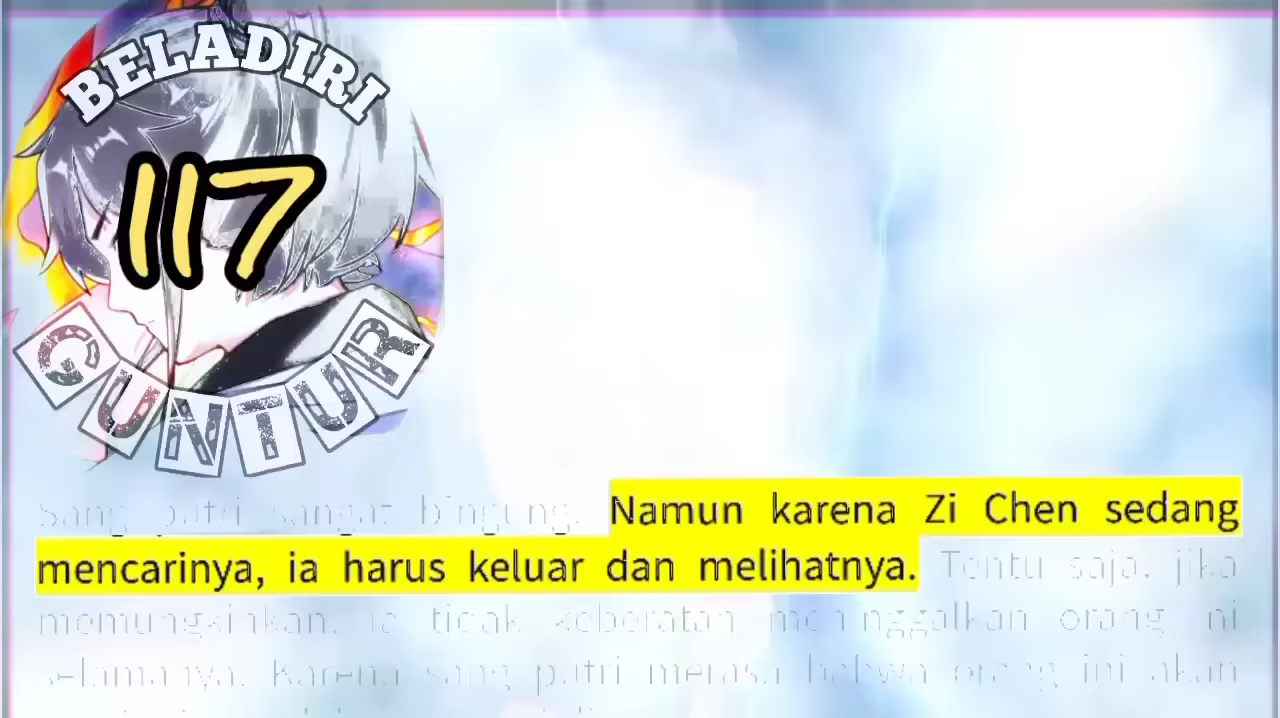 BELADIRI
117
GUNTUR
Sang putri sangat bingung. Namun karena Zi Chen sedang
mencarinya, ia harus keluar dan melihatnya. Tentu saja, jika
memungkinkan, ia tidak keberatan meninggalkan orang ini
selamanya. Karena sang putri merasa bahwa orang ini akan